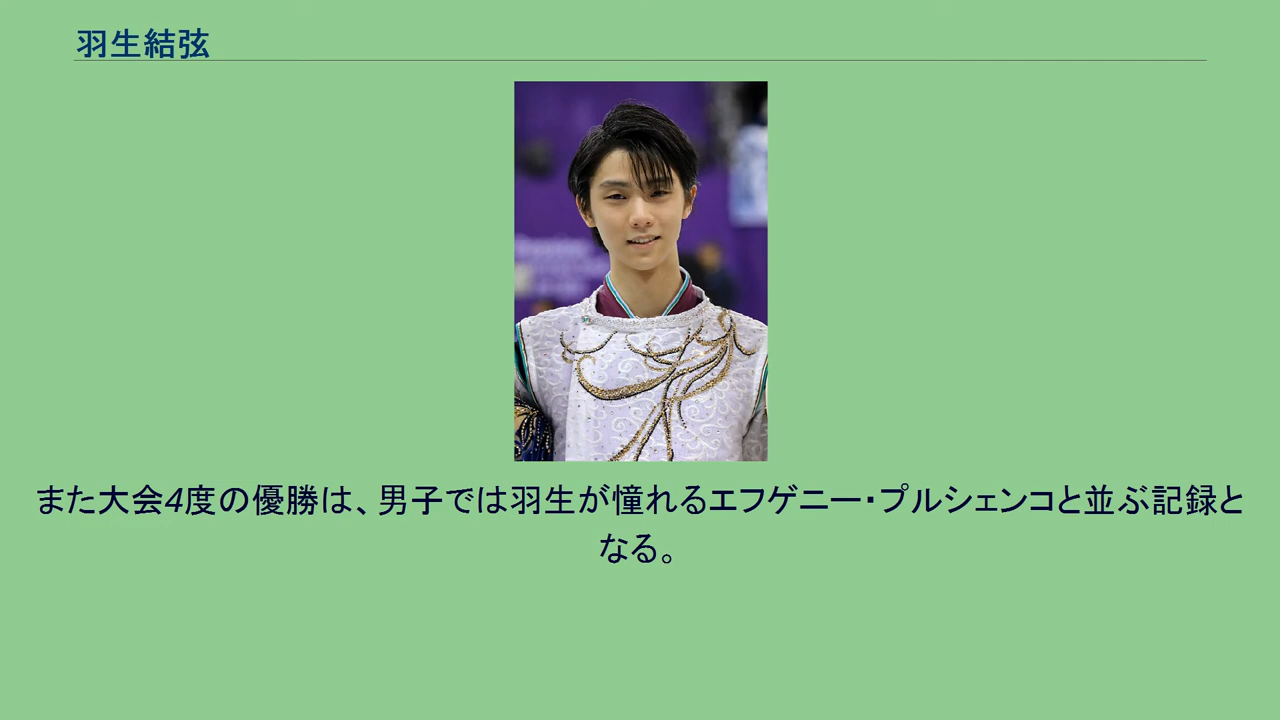 羽生結弦
また大会4度の優勝は、男子では羽生が憧れるエフゲニー・プルシェンコと並ぶ記録と
なる。